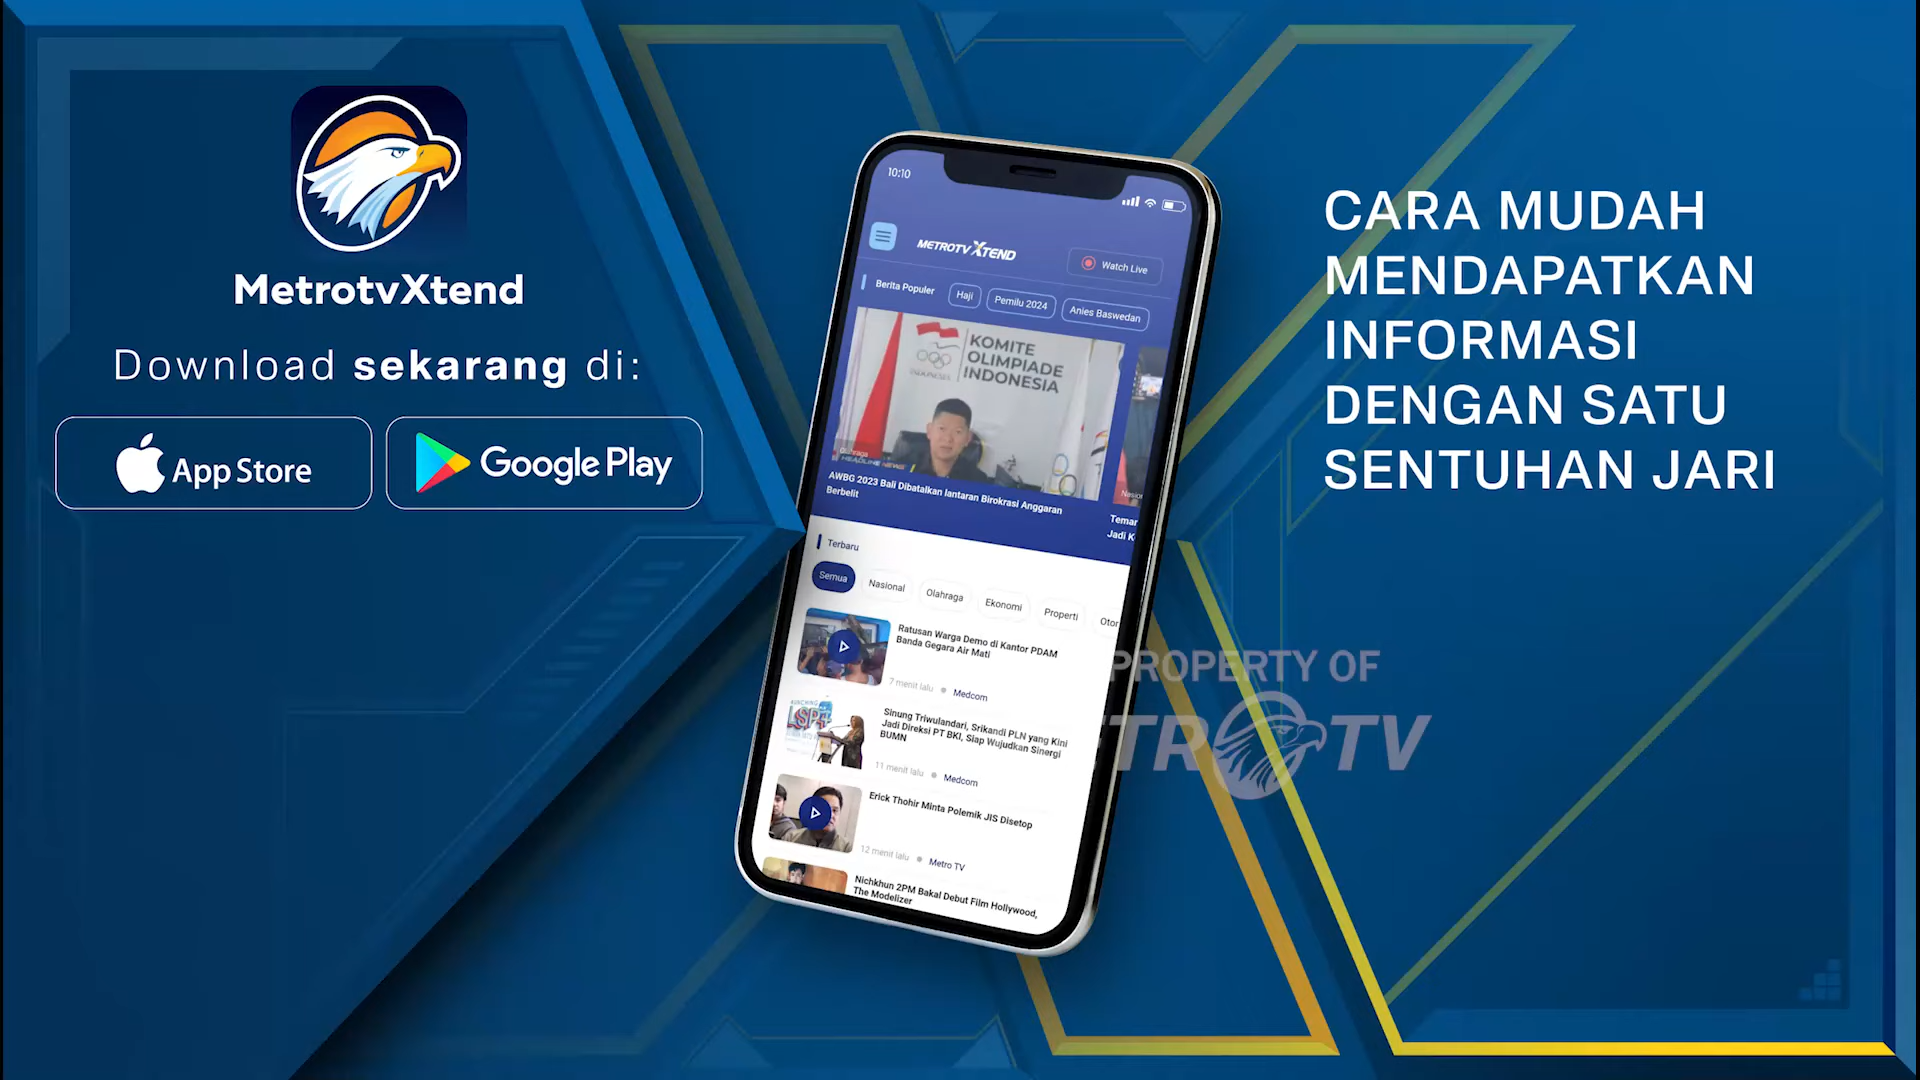 MetrotvXtend
Download sekarang di:
App Store
Google Play
10:10
METROTV XTEND
Watch Live
Berita Populer
Haji
Pemilu 2024
Anies Baswedan
KOMITE
OLIMPIADE
INDONESIA
INDONESIA
Olahraga
HEADLINE NEWS
AWBG 2023 Bali Dibatalkan lantaran Birokrasi Anggaran
Berbelit
Terbaru
Semua
Nasional
Olahraga
Ekonomi
Properti
Ratusan Warga Demo di Kantor PDAM
Banda Gegara Air Mati
7 menit lalu
Medcom
Sinung Triwulandari, Srikandi PLN yang Kini
Jadi Direksi PT BKI, Siap Wujudkan Sinergi
BUMN
11 menit lalu
Medcom
Erick Thohir Minta Polemik JIS Disetop
12 menit lalu
Metro TV
Nichkhun 2PM Bakal Debut Film Hollywood,
The Modelizer
CARA MUDAH
MENDAPATKAN
INFORMASI
DENGAN SATU
SENTUHAN JARI
PROPERTY OF
TV